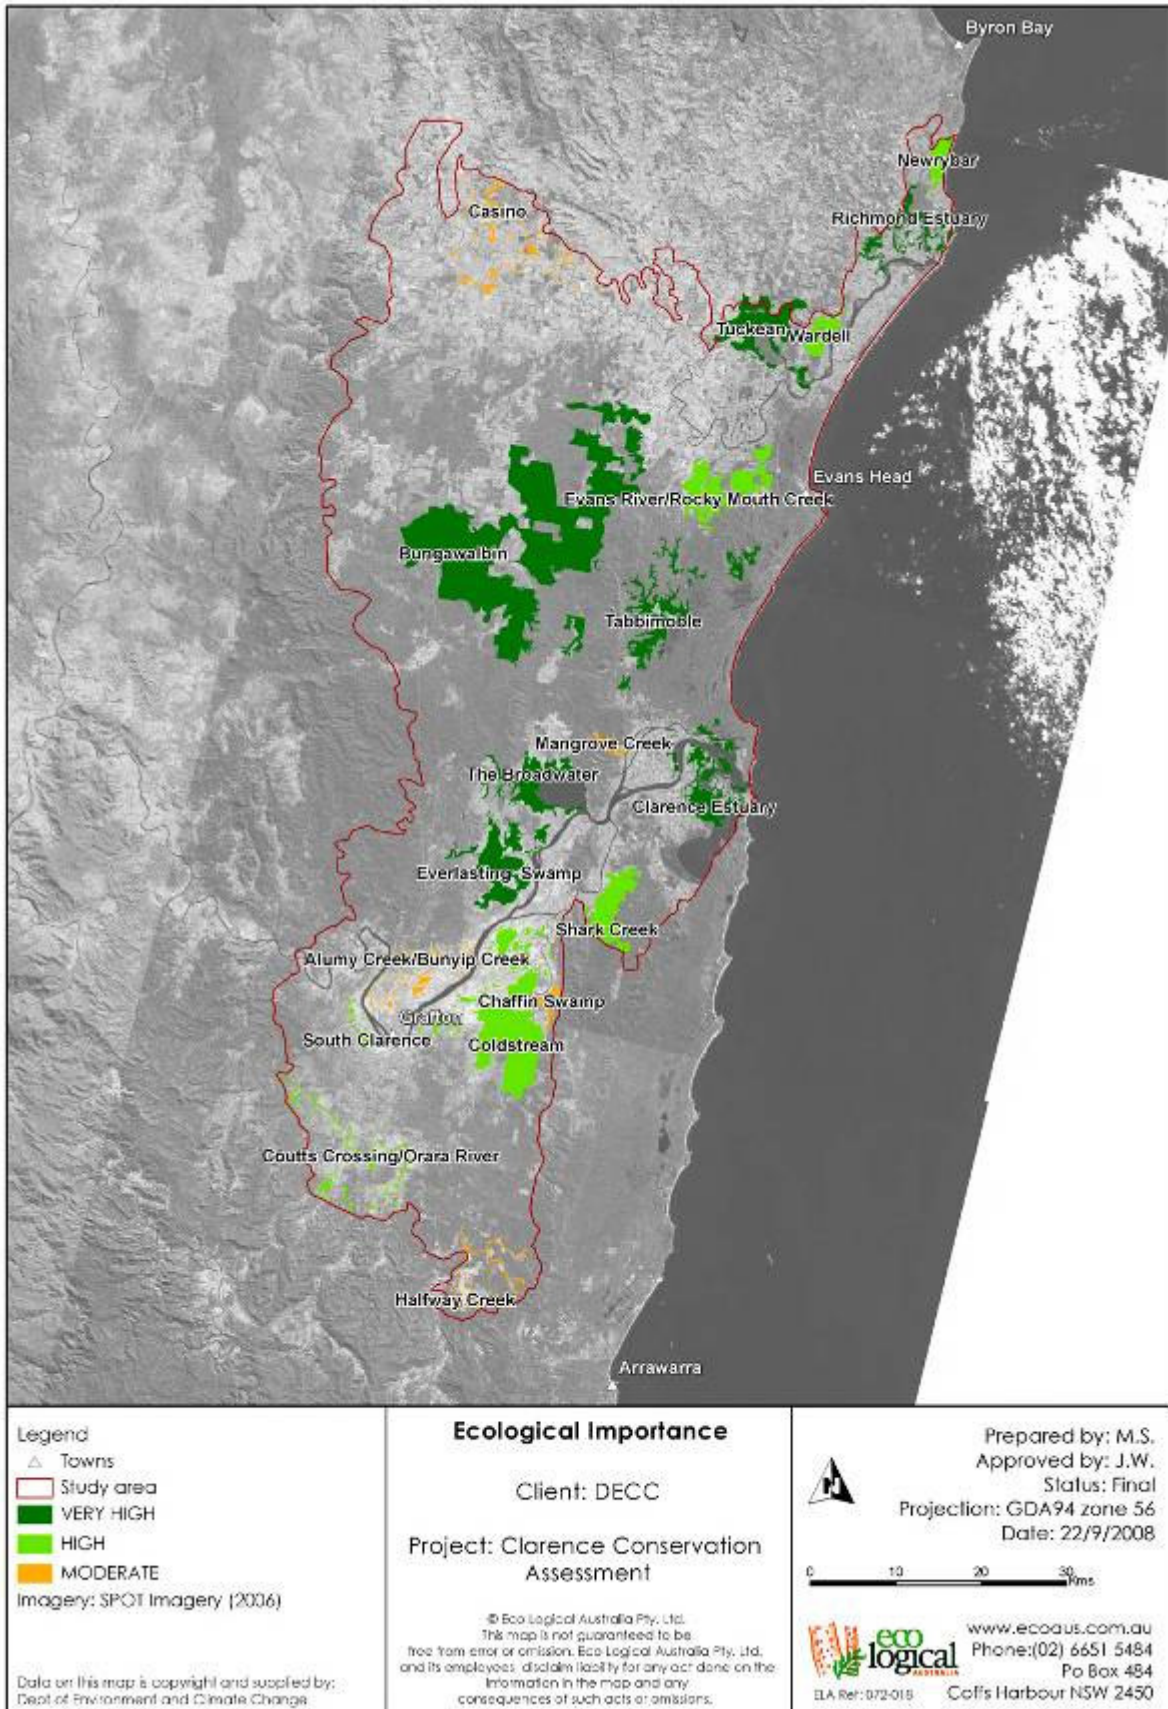 Byron Bay
Newrybar
Casino
Richmond Estuary
Tuckean
Wardell
Evans Head
Evans River/Rocky Mouth Creek
Bungawalbin
Tabbimoble
Mangrove Creek
The Broadwater
Clarence Estuary
Everlasting Swamp
Shark Creek
Alumy Creek/Bunyip Creek
Chaffin Swamp
Grafton
South Clarence
Coldstream
Coutts Crossing/Orara River
Halfway Creek
Arrawarra
Legend
Towns
Study area
VERY HIGH
HIGH
MODERATE
Imagery: SPOT Imagery (2006)
Data on this map is copyright and supplied by:
Dept of Environment and Climate Change
Ecological Importance
Client: DECC
Project: Clarence Conservation
Assessment
© Eco Logical Australia Pty. Ltd.
This map is not guaranteed to be
free from error or omission. Eco Logical Australia Pty. Ltd.
and its employees disclaim liability for any act done on the
information in the map and any
consequences of such acts or omissions.
N
Prepared by: M.S.
Approved by: J.W.
Status: Final
Projection: GDA94 zone 56
Date: 22/9/2008
0 10 20 30 Kms
eco
logical
AUSTRALIA
ELA Ref: 072-018
www.ecoaus.com.au
Phone:(02) 6651 5484
Po Box 484
Coffs Harbour NSW 2450